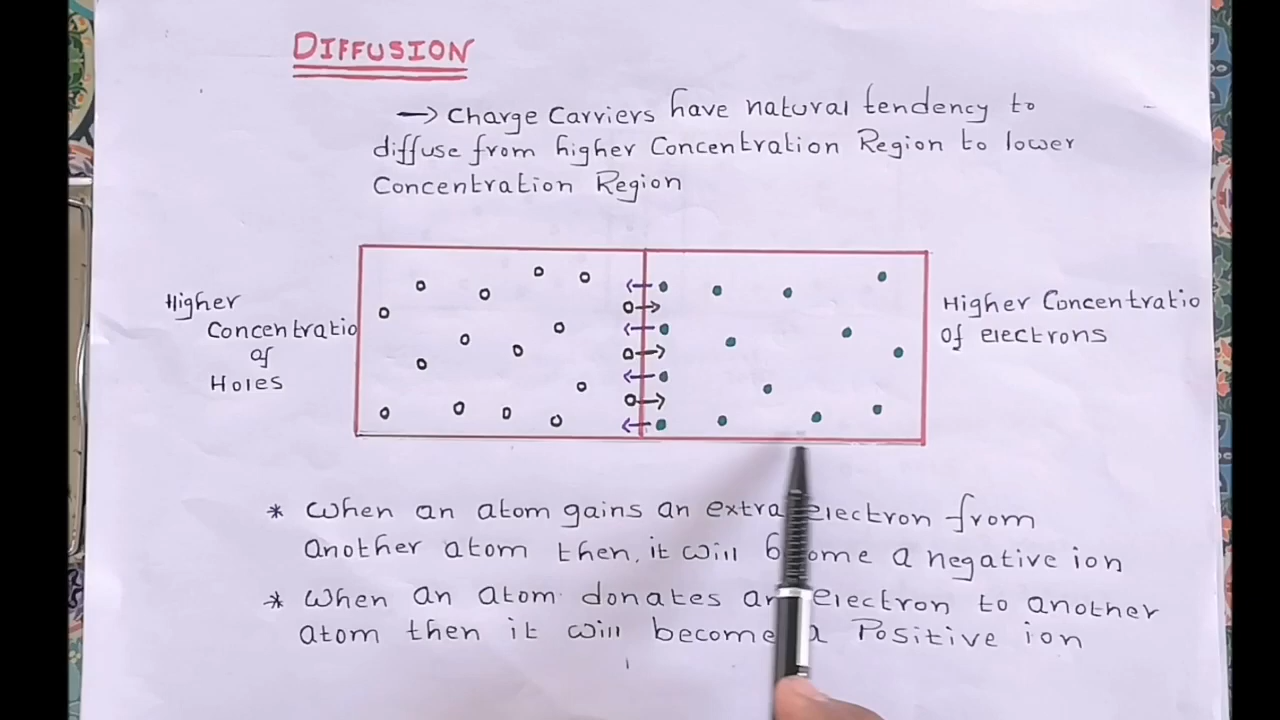 DIFFUSION
→ Charge Carriers have natural tendency to
diffuse from higher Concentration Region to lower
Concentration Region
Higher
Concentratio
of
Holes
Higher Concentratio
of electrons
* When an atom gains an extra electron from
another atom then, it will become a negative ion
* When an atom donates an electron to another
atom then it will become a Positive ion